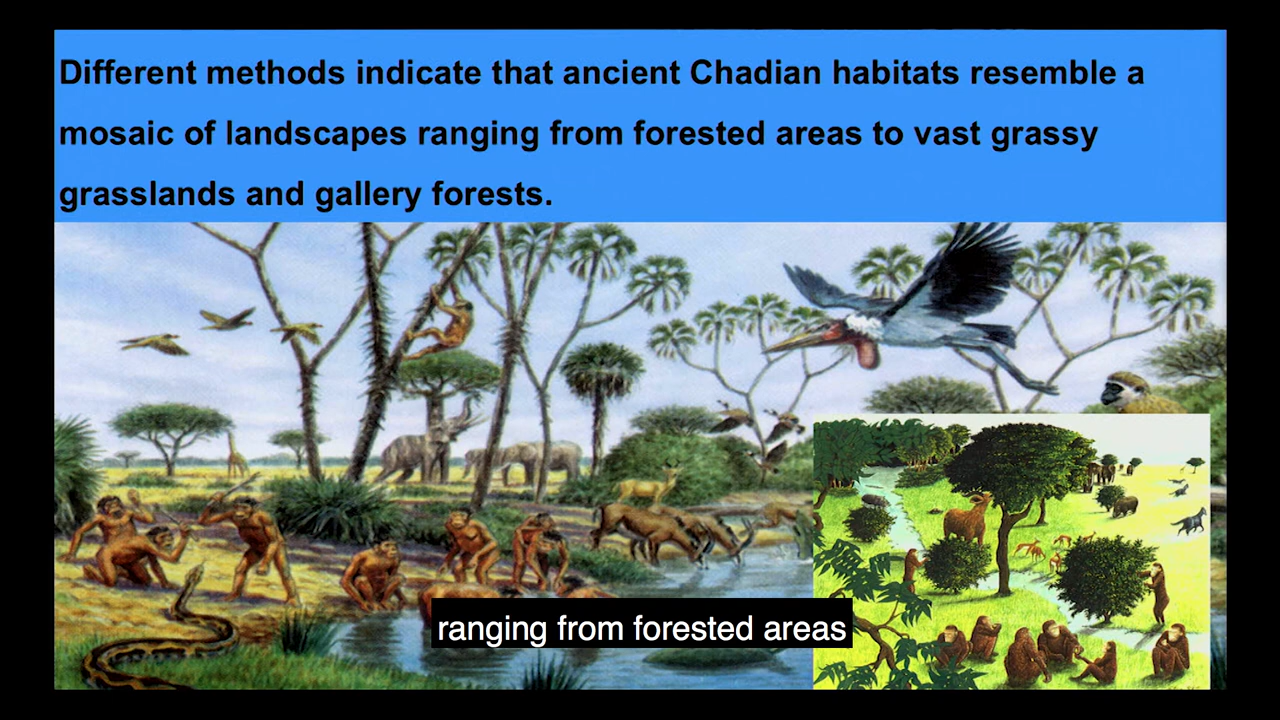 Different methods indicate that ancient Chadian habitats resemble a
mosaic of landscapes ranging from forested areas to vast grassy
grasslands and gallery forests.
ranging from forested areas